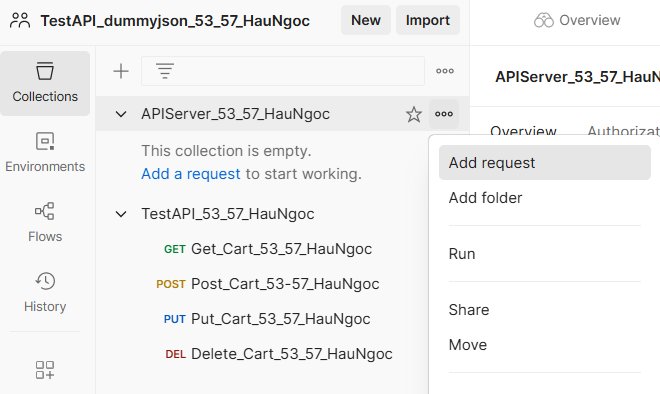 TestAPI_dummyjson_53_57_HauNgoc
New
Import
Overview
Collections
Environments
Flows
History
APIServer_53_57_HauNgoc
This collection is empty.
Add a request to start working.
TestAPI_53_57_HauNgoc
GET Get_Cart_53_57_HauNgoc
POST Post_Cart_53-57_HauNgoc
PUT Put_Cart_53_57_HauNgoc
DEL Delete_Cart_53_57_HauNgoc
APIServer_53_57_HauN
Overview
Authorizat
Add request
Add folder
Run
Share
Move